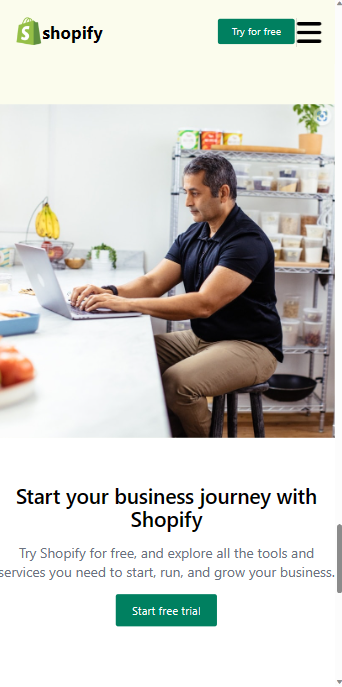 shopify
Try for free
Start your business journey with
Shopify
Try Shopify for free, and explore all the tools and
services you need to start, run, and grow your business.
Start free trial